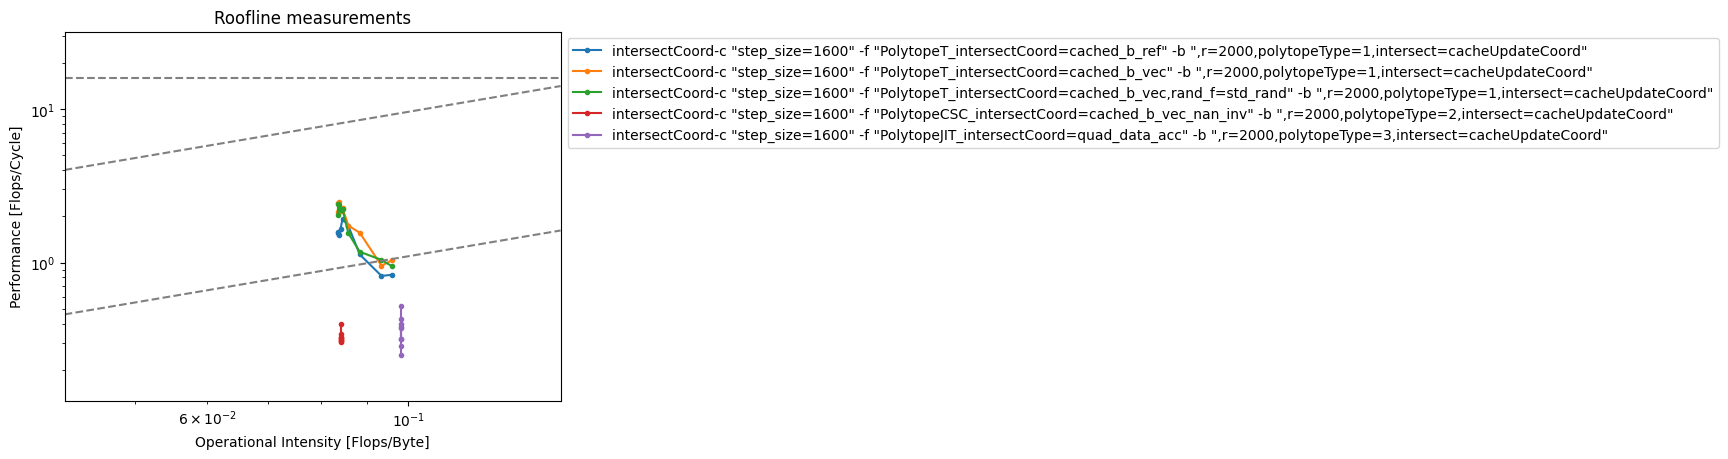 Roofline measurements
Performance [Flops/Cycle]
10^1
10^0
6 × 10^-2
10^-1
Operational Intensity [Flops/Byte]
intersectCoord-c "step_size=1600" -f "PolytopeT_intersectCoord=cached_b_ref" -b ",r=2000,polytopeType=1,intersect=cacheUpdateCoord"
intersectCoord-c "step_size=1600" -f "PolytopeT_intersectCoord=cached_b_vec" -b ",r=2000,polytopeType=1,intersect=cacheUpdateCoord"
intersectCoord-c "step_size=1600" -f "PolytopeT_intersectCoord=cached_b_vec,rand_f=std_rand" -b ",r=2000,polytopeType=1,intersect=cacheUpdateCoord"
intersectCoord-c "step_size=1600" -f "PolytopeCSC_intersectCoord=cached_b_vec_nan_inv" -b ",r=2000,polytopeType=2,intersect=cacheUpdateCoord"
intersectCoord-c "step_size=1600" -f "PolytopeJIT_intersectCoord=quad_data_acc" -b ",r=2000,polytopeType=3,intersect=cacheUpdateCoord"